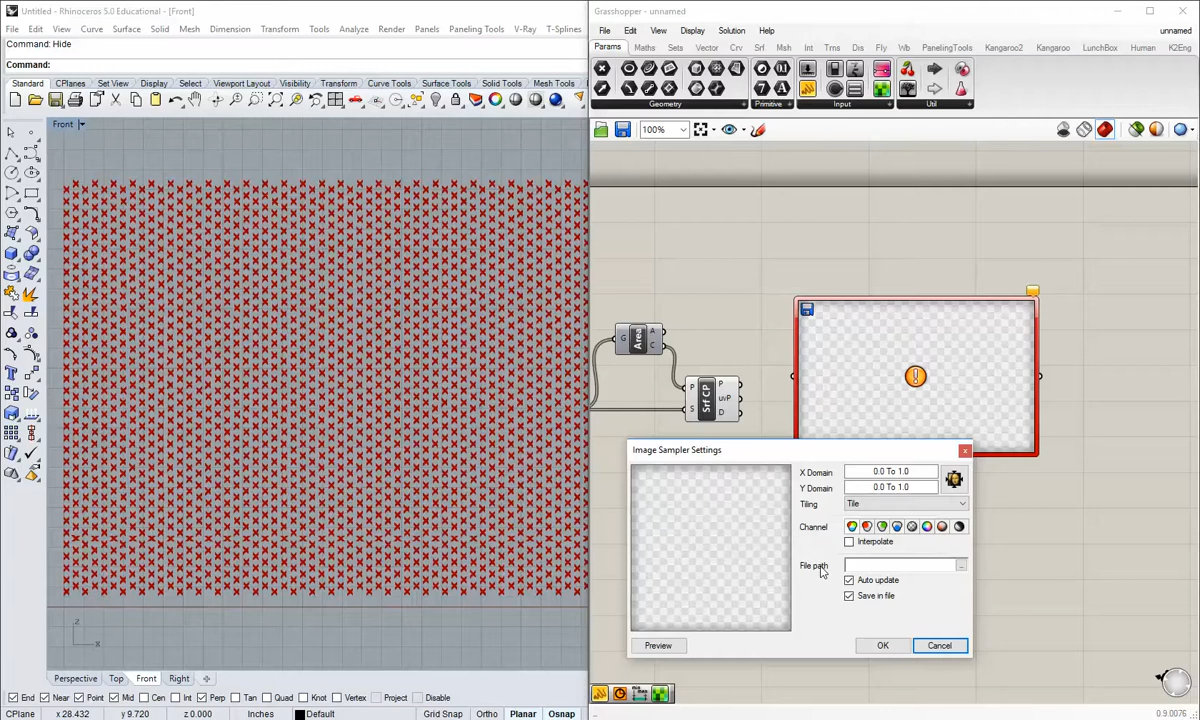 Untitled - Rhinoceros 5.0 Educational - [Front]
File Edit View Curve Surface Solid Mesh Dimension Transform Tools Analyze Render Panels Paneling Tools V-Ray T-Splines
Command: Hide
Command:
Standard CPlanes Set View Display Select Viewport Layout Visibility Transform Curve Tools Surface Tools Solid Tools Mesh Tools
Front
z
x
Perspective Top Front Right
End Near Point Mid Cen Int Perp Tan Quad Knot Vertex Project Disable
CPlane x 28.432 y 9.720 z 0.000 Inches Default Grid Snap Ortho Planar Osnap
Grasshopper - unnamed
File Edit View Display Solution Help unnamed
Params Maths Sets Vector Crv Srf Msh Int Trns Dis Fly Wb PanelingTools Kangaroo2 Kangaroo LunchBox Human K2Eng
Geometry Primitive Input Util
100%
G Area A C
P S Srf CP P uvP D
Image Sampler Settings
X Domain 0.0 To 1.0
Y Domain 0.0 To 1.0
Tiling Tile
Channel
Interpolate
File path ...
Auto update
Save in file
Preview OK Cancel
0.9.0076